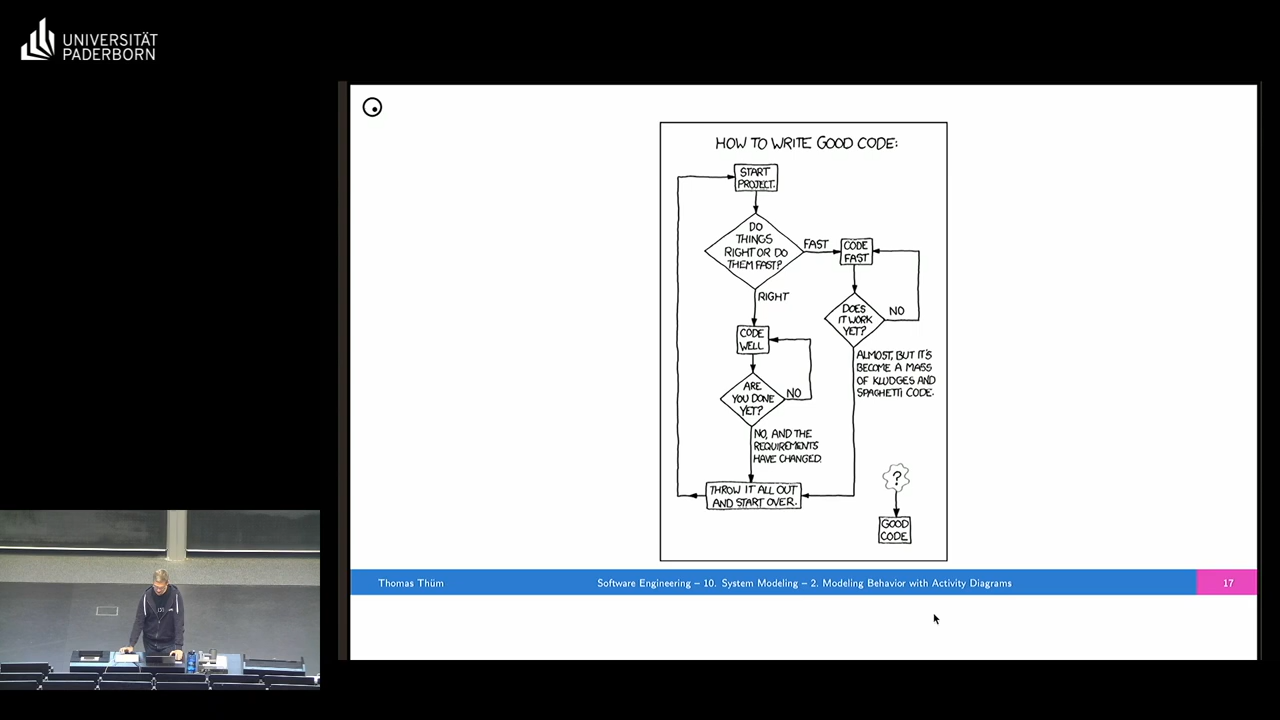 UNIVERSITÄT
PADERBORN
HOW TO WRITE GOOD CODE:
START
PROJECT.
DO
THINGS
RIGHT OR DO
THEM FAST?
FAST
CODE
FAST
RIGHT
DOES
IT WORK
YET?
NO
CODE
WELL
ALMOST, BUT IT'S
BECOME A MASS
OF KLUDGES AND
SPAGHETTI CODE.
ARE
YOU DONE
YET?
NO
NO, AND THE
REQUIREMENTS
HAVE CHANGED.
THROW IT ALL OUT
AND START OVER.
?
GOOD
CODE
Thomas Thüm
Software Engineering – 10. System Modeling – 2. Modeling Behavior with Activity Diagrams
17